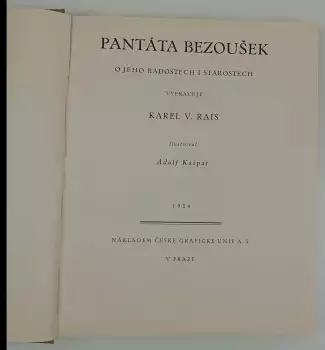 PANTÁTA BEZOUŠEK
O JEHO RADOSTECH I STAROSTECH
VYPRAVUJE
KAREL V. RAIS
Ilustroval
Adolf Kašpar
NÁKLADEM ČESKÉ GRAFICKÉ UNIE A. S.
V PRAZE